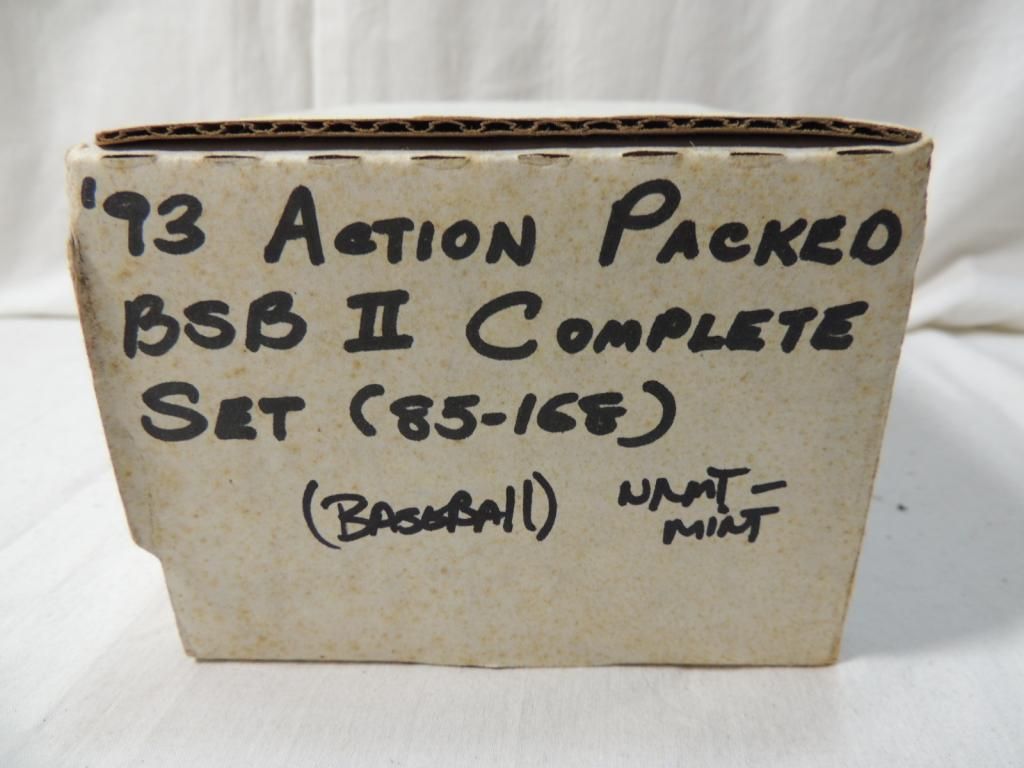 '93 ACTION PACKED
BSB II COMPLETE
SET (85-168)
(BASEBALL) NRMT-
MINT